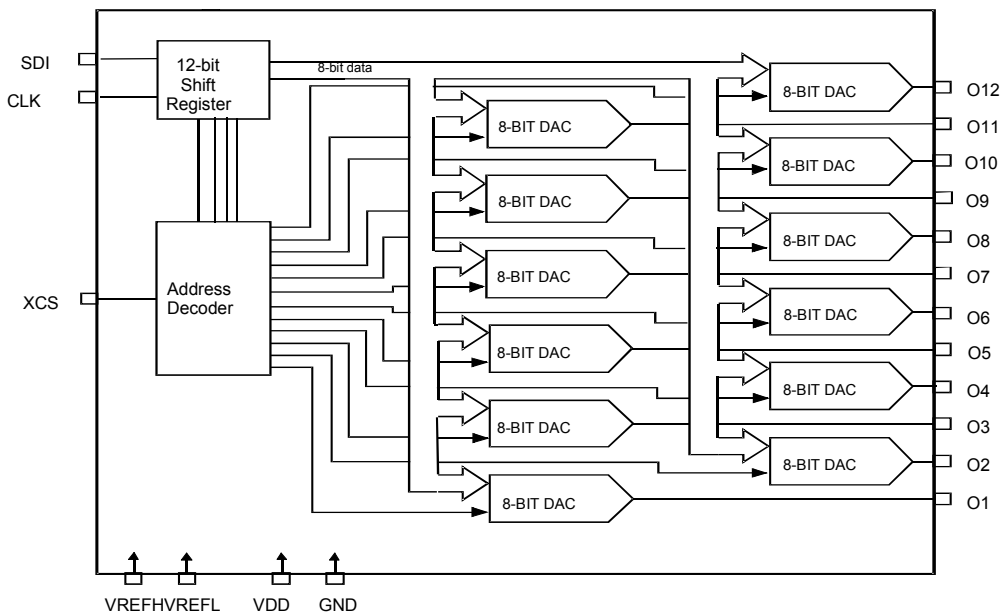 SDI
CLK
12-bit
Shift
Register
8-bit data
XCS
Address
Decoder
8-BIT DAC
8-BIT DAC
8-BIT DAC
8-BIT DAC
8-BIT DAC
8-BIT DAC
8-BIT DAC
8-BIT DAC
8-BIT DAC
8-BIT DAC
8-BIT DAC
8-BIT DAC
O12
O11
O10
O9
O8
O7
O6
O5
O4
O3
O2
O1
VREFH
VREFL
VDD
GND